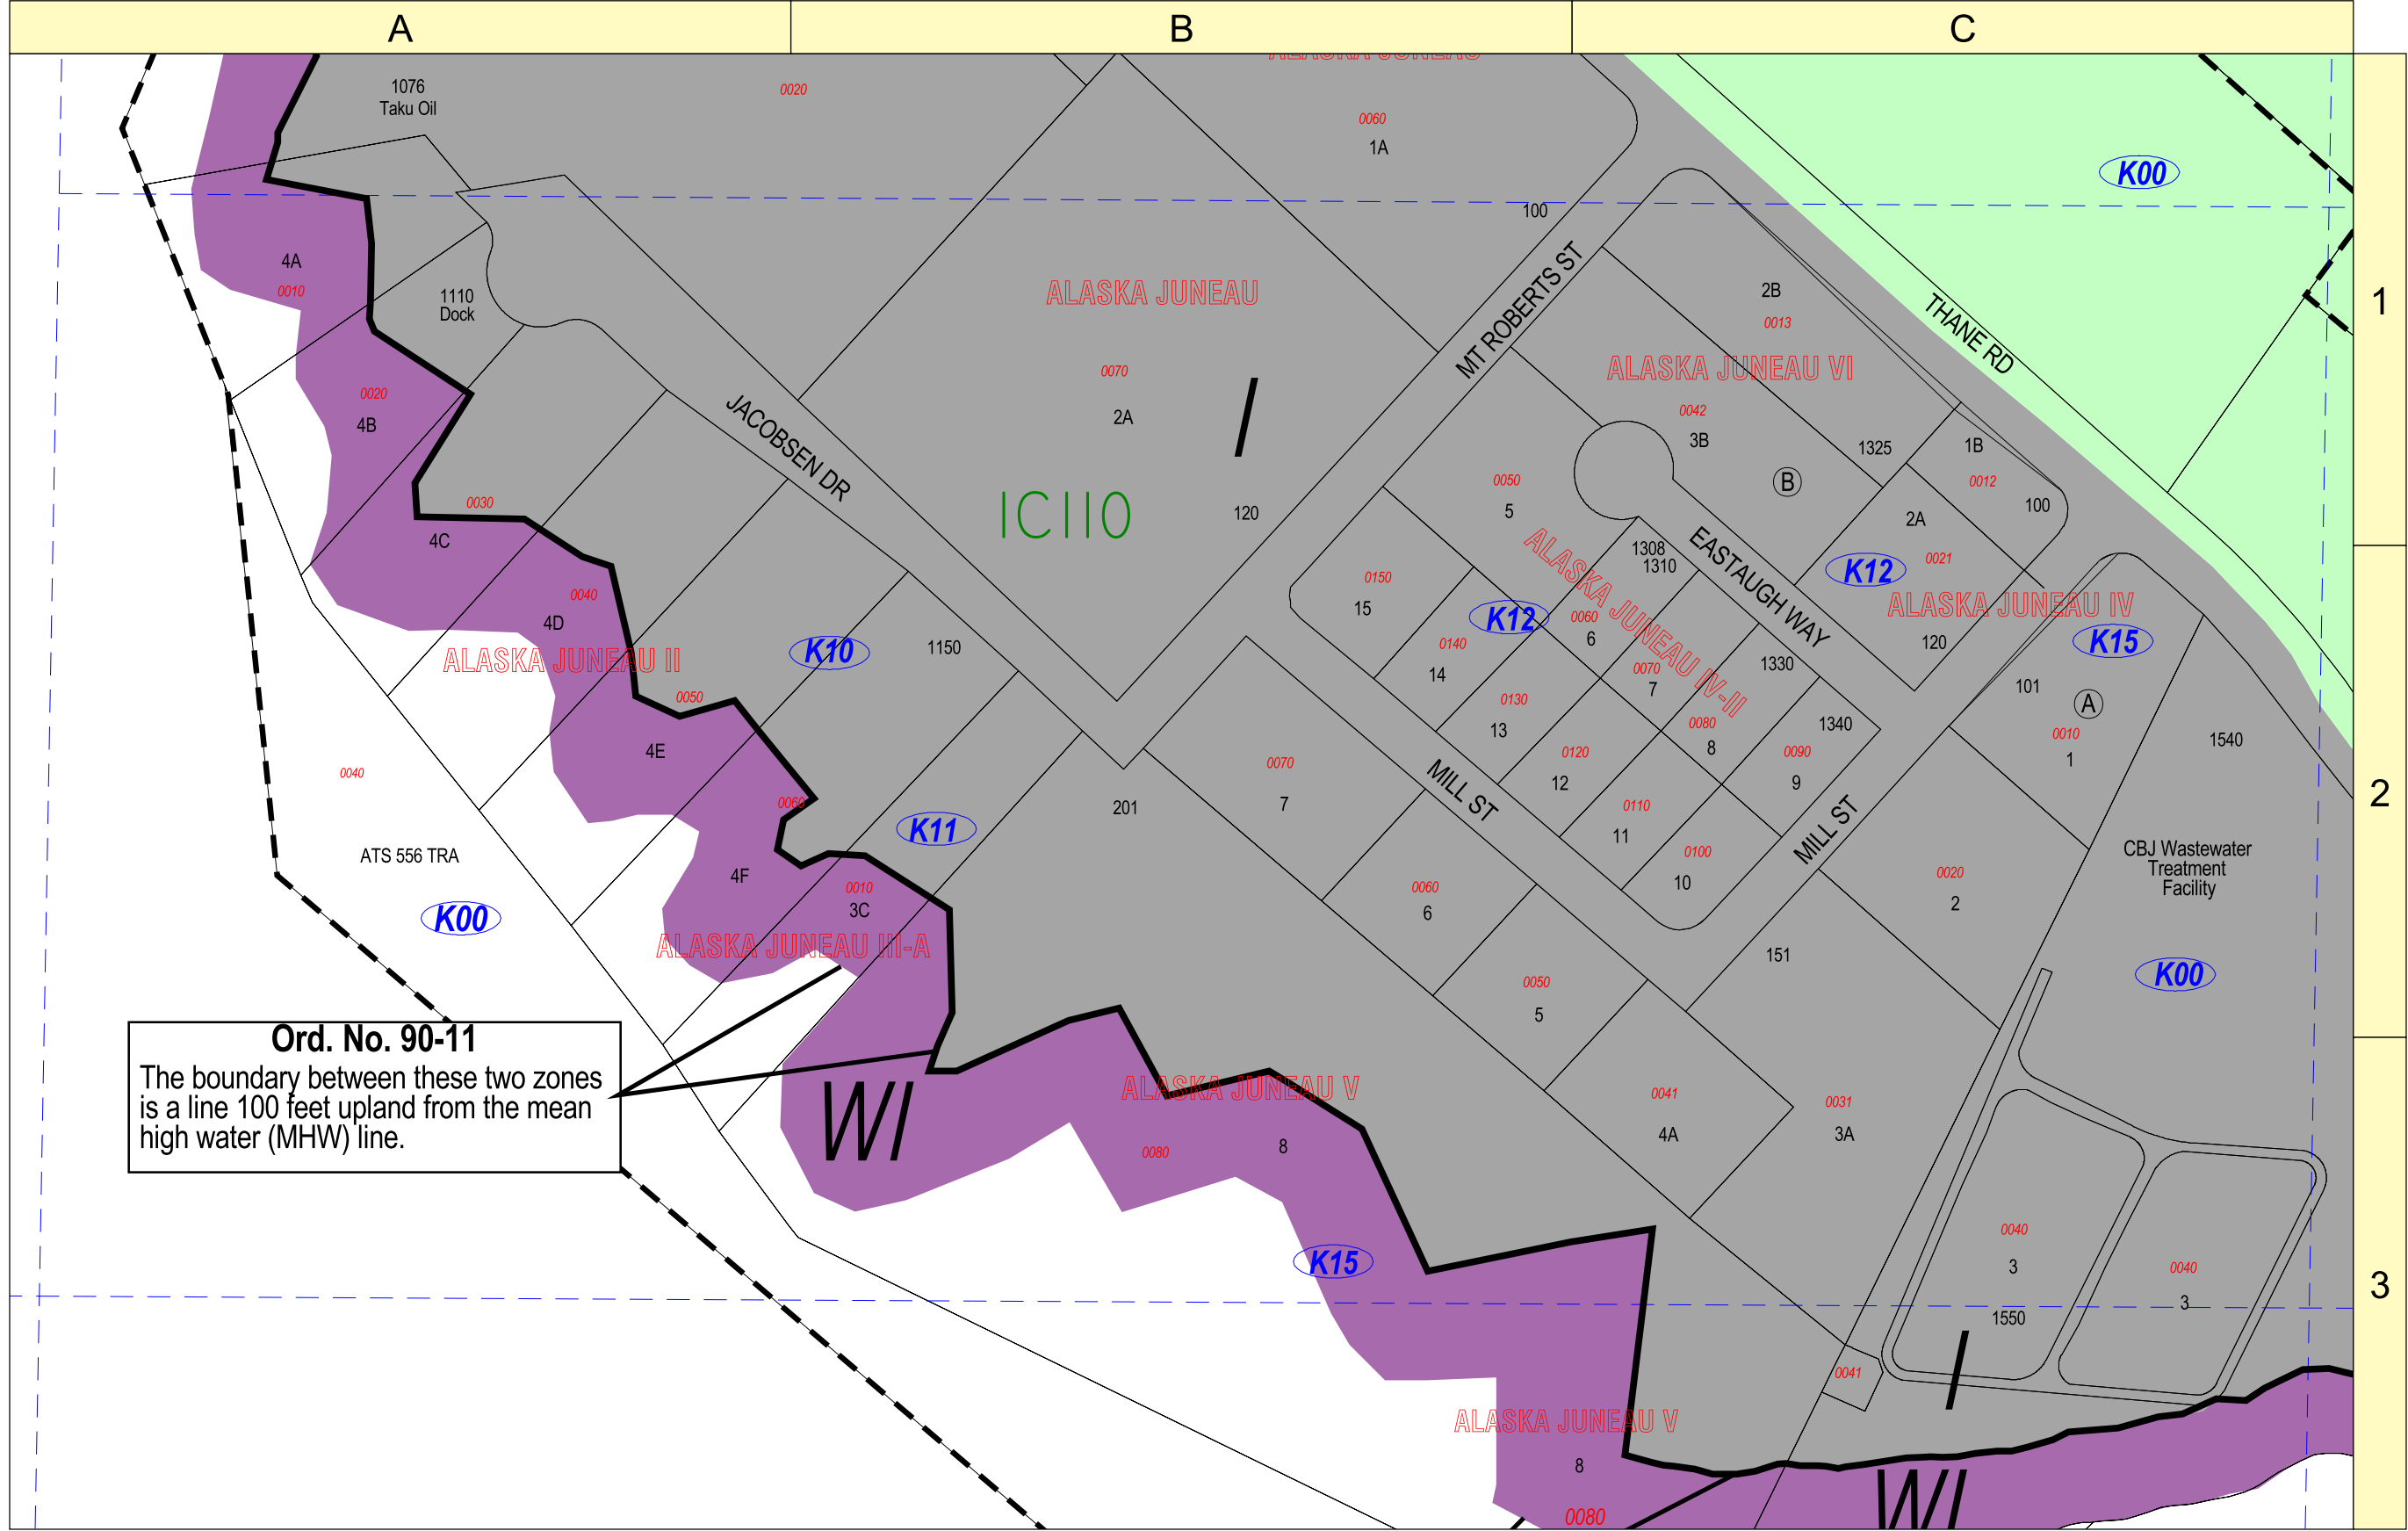 A
B
C
ALASKA JUNEAU
1076
Taku Oil
0020
0060
1A
K00
100
4A
0010
1110
Dock
ALASKA JUNEAU
MT ROBERTS ST
2B
0013
THANE RD
1
0070
2A
I
ALASKA JUNEAU VI
0020
4B
JACOBSEN DR
0042
3B
1325
1B
B
0012
100
0050
5
0030
4C
IC110
120
2A
0021
EASTAUGH WAY
K12
1308
1310
ALASKA JUNEAU IV-II
ALASKA JUNEAU IV
0150
15
K12
0060
6
0040
4D
120
K15
ALASKA JUNEAU II
K10
1150
0140
14
0070
7
1330
101
A
0050
0130
13
0080
8
1340
0010
1
1540
4E
0040
0070
7
MILL ST
0120
12
0090
9
2
0060
201
K11
0110
11
MILL ST
ATS 556 TRA
CBJ Wastewater
Treatment
Facility
0100
10
4F
0010
3C
0060
6
0020
2
K00
ALASKA JUNEAU III-A
151
K00
0050
5
Ord. No. 90-11
The boundary between these two zones
is a line 100 feet upland from the mean
high water (MHW) line.
WI
ALASKA JUNEAU V
0080
8
0041
4A
0031
3A
0040
3
K15
0040
3
3
1550
I
0041
ALASKA JUNEAU V
8
0080
WI